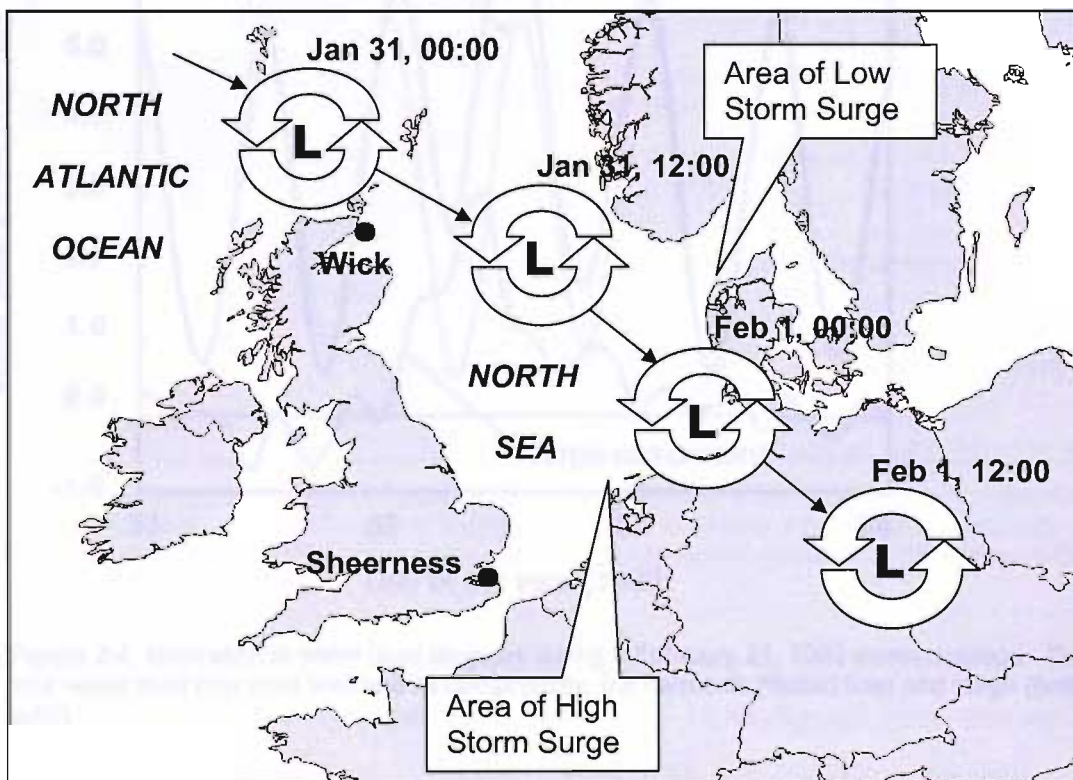 Jan 31, 00:00
NORTH
ATLANTIC
OCEAN
L
Wick
Area of Low
Storm Surge
Jan 31, 12:00
L
Feb 1, 00:00
NORTH
SEA
L
Feb 1, 12:00
L
Sheerness
Area of High
Storm Surge